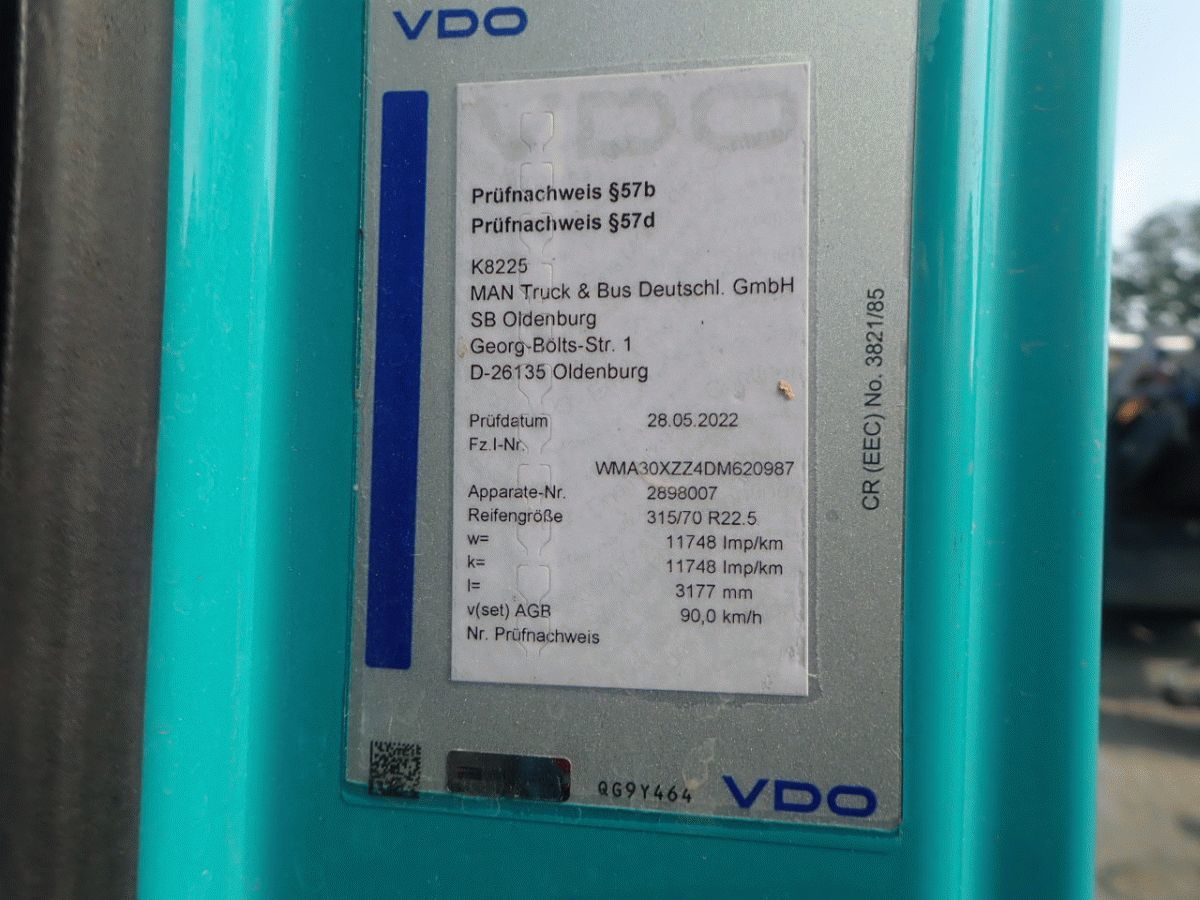 VDO
VDO
Prüfnachweis §57b
Prüfnachweis §57d
K8225
MAN Truck & Bus Deutschl. GmbH
SB Oldenburg
Georg-Bölts-Str. 1
D-26135 Oldenburg
Prüfdatum 28.05.2022
Fz.I-Nr.
WMA30XZZ4DM620987
Apparate-Nr. 2898007
Reifengröße 315/70 R22.5
w= 11748 Imp/km
k= 11748 Imp/km
l= 3177 mm
v(set) AGB 90,0 km/h
Nr. Prüfnachweis
CR (EEC) No. 3821/85
QG9Y464
VDO